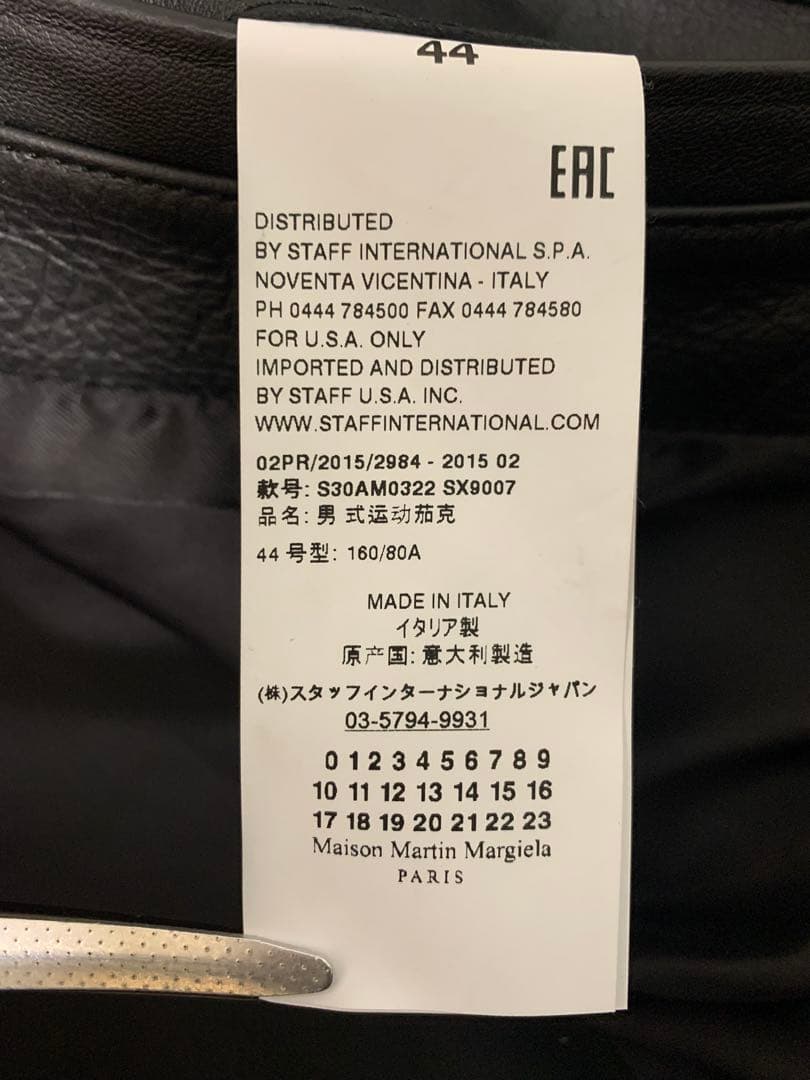 44
EAC
DISTRIBUTED
BY STAFF INTERNATIONAL S.P.A.
NOVENTA VICENTINA - ITALY
PH 0444 784500 FAX 0444 784580
FOR U.S.A. ONLY
IMPORTED AND DISTRIBUTED
BY STAFF U.S.A. INC.
WWW.STAFFINTERNATIONAL.COM
02PR/2015/2984 - 2015 02
款号: S30AM0322 SX9007
品名: 男 式运动茄克
44 号型: 160/80A
MADE IN ITALY
イタリア製
原产国: 意大利製造
(株)スタッフインターナショナルジャパン
03-5794-9931
0 1 2 3 4 5 6 7 8 9
10 11 12 13 14 15 16
17 18 19 20 21 22 23
Maison Martin Margiela
PARIS